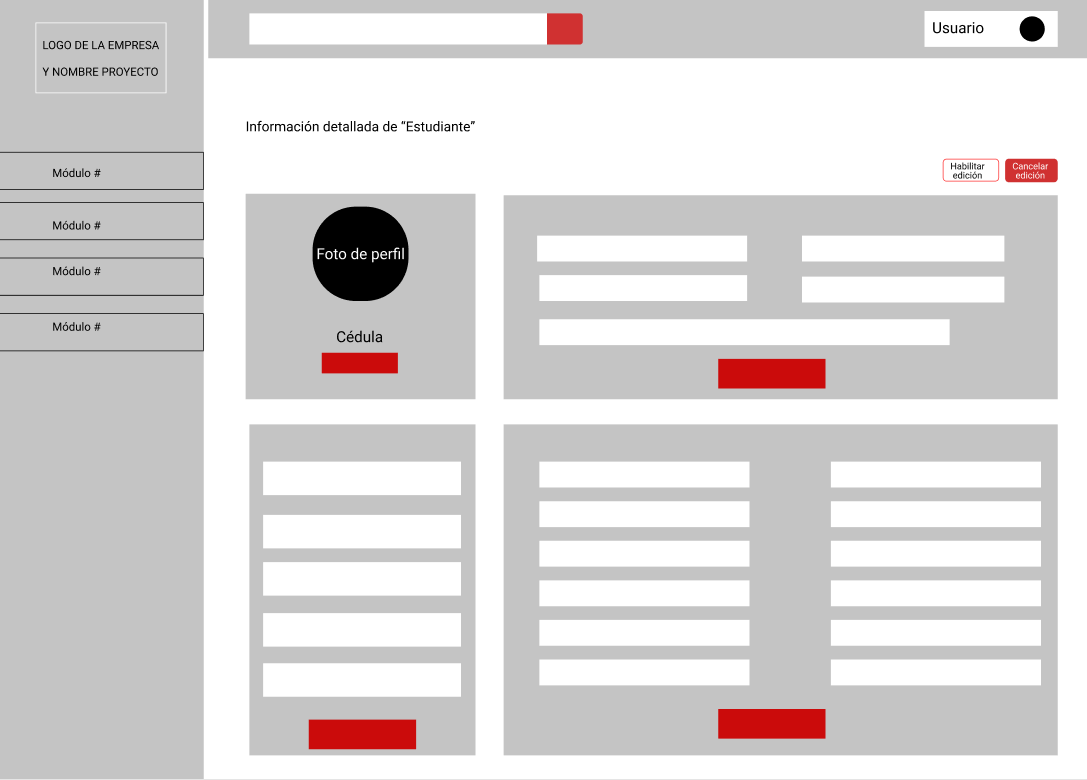 LOGO DE LA EMPRESA
Y NOMBRE PROYECTO
Usuario
Información detallada de “Estudiante”
Módulo #
Módulo #
Módulo #
Módulo #
Habilitar
edición
Cancelar
edición
Foto de perfil
Cédula